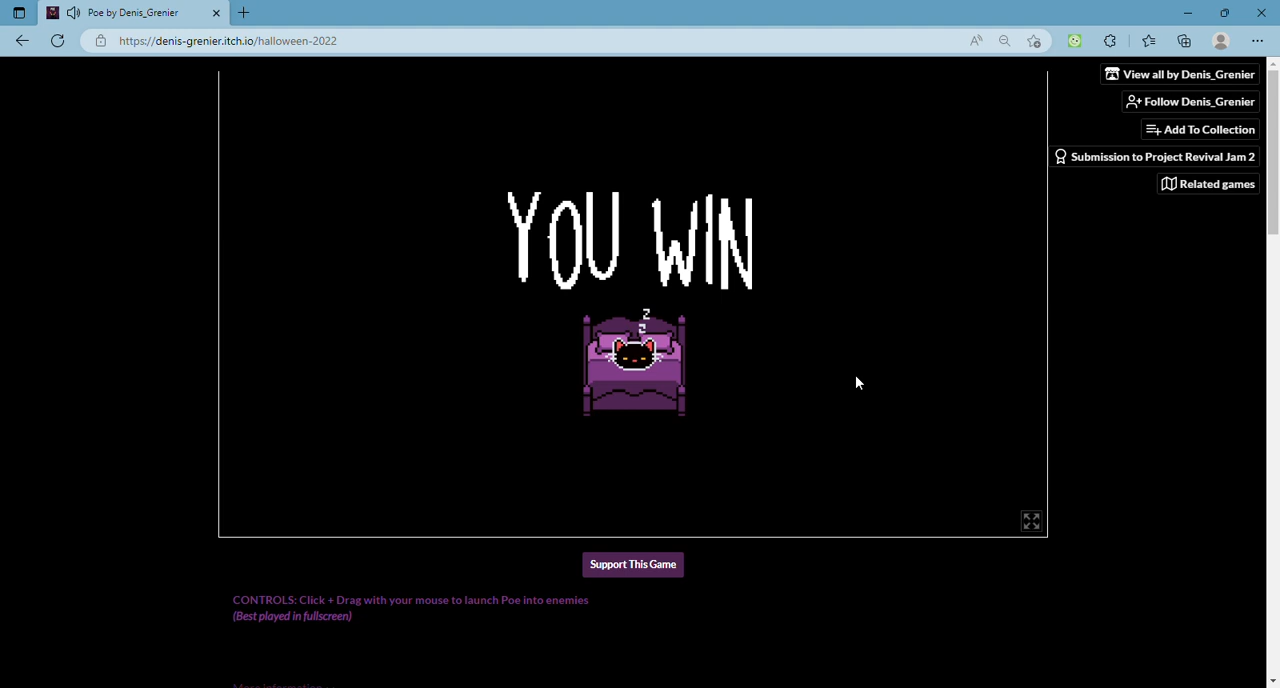 Poe by Denis_Grenier
https://denis-grenier.itch.io/halloween-2022
View all by Denis_Grenier
Follow Denis_Grenier
Add To Collection
Submission to Project Revival Jam 2
Related games
YOU WIN
Z
Z
Support This Game
CONTROLS: Click + Drag with your mouse to launch Poe into enemies
(Best played in fullscreen)
More information